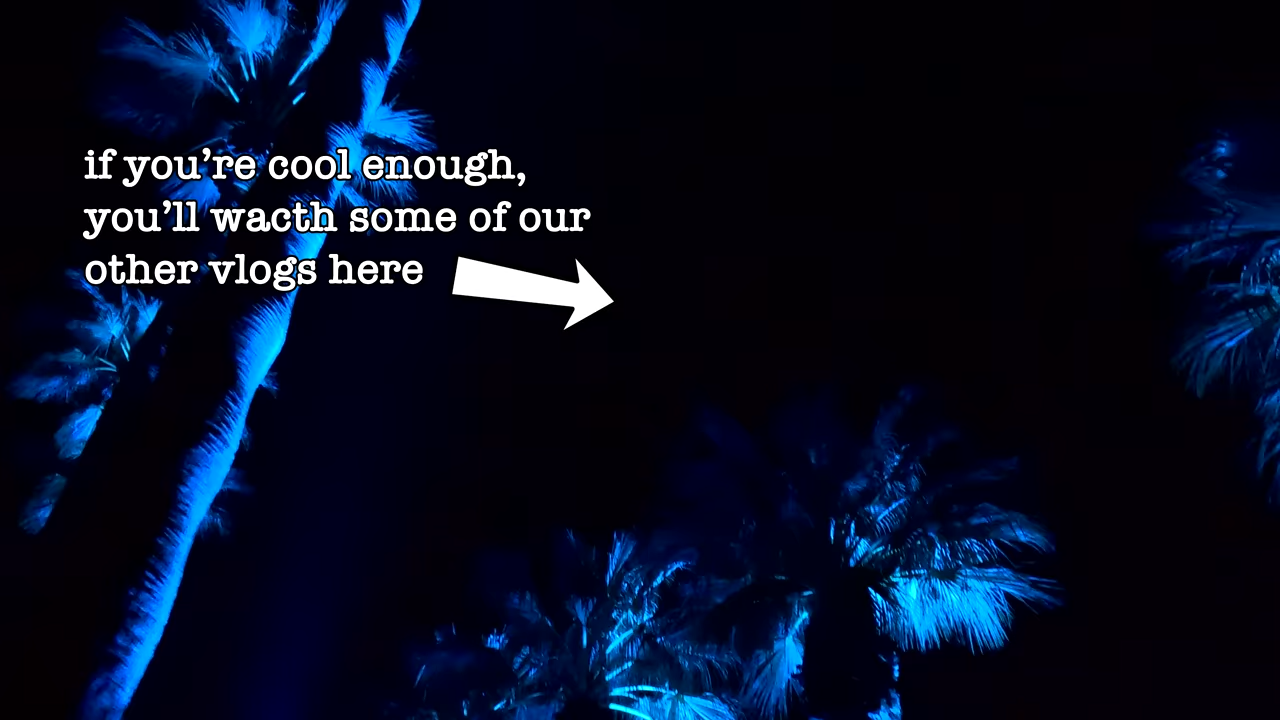 if you’re cool enough,
you’ll wacth some of our
other vlogs here